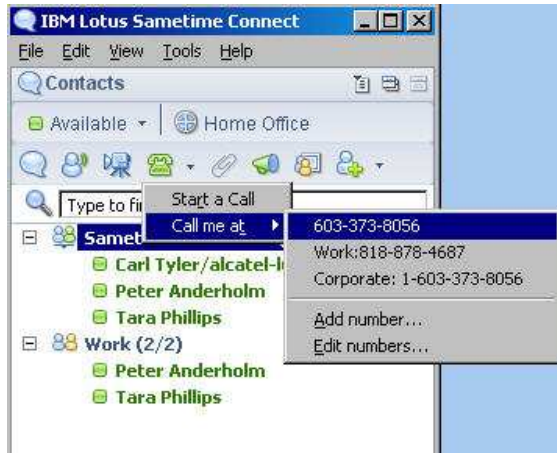 IBM Lotus Sametime Connect
File Edit View Tools Help
Contacts
Available Home Office
Type to
Start a Call
Call me at
603-373-8056
Work:818-878-4687
Corporate: 1-603-373-8056
Add number...
Edit numbers...
Samet
Carl Tyler/alcatel-l
Peter Anderholm
Tara Phillips
Work (2/2)
Peter Anderholm
Tara Phillips